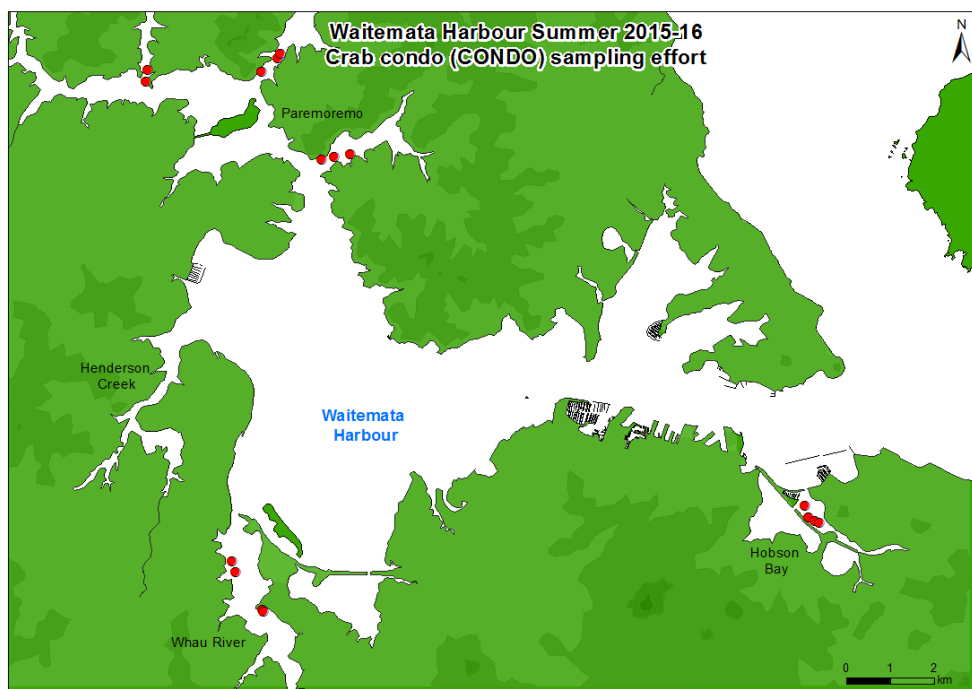 Waitemata Harbour Summer 2015-16
Crab condo (CONDO) sampling effort
N
Paremoremo
Henderson
Creek
Waitemata
Harbour
Hobson
Bay
Whau River
0 1 2
km